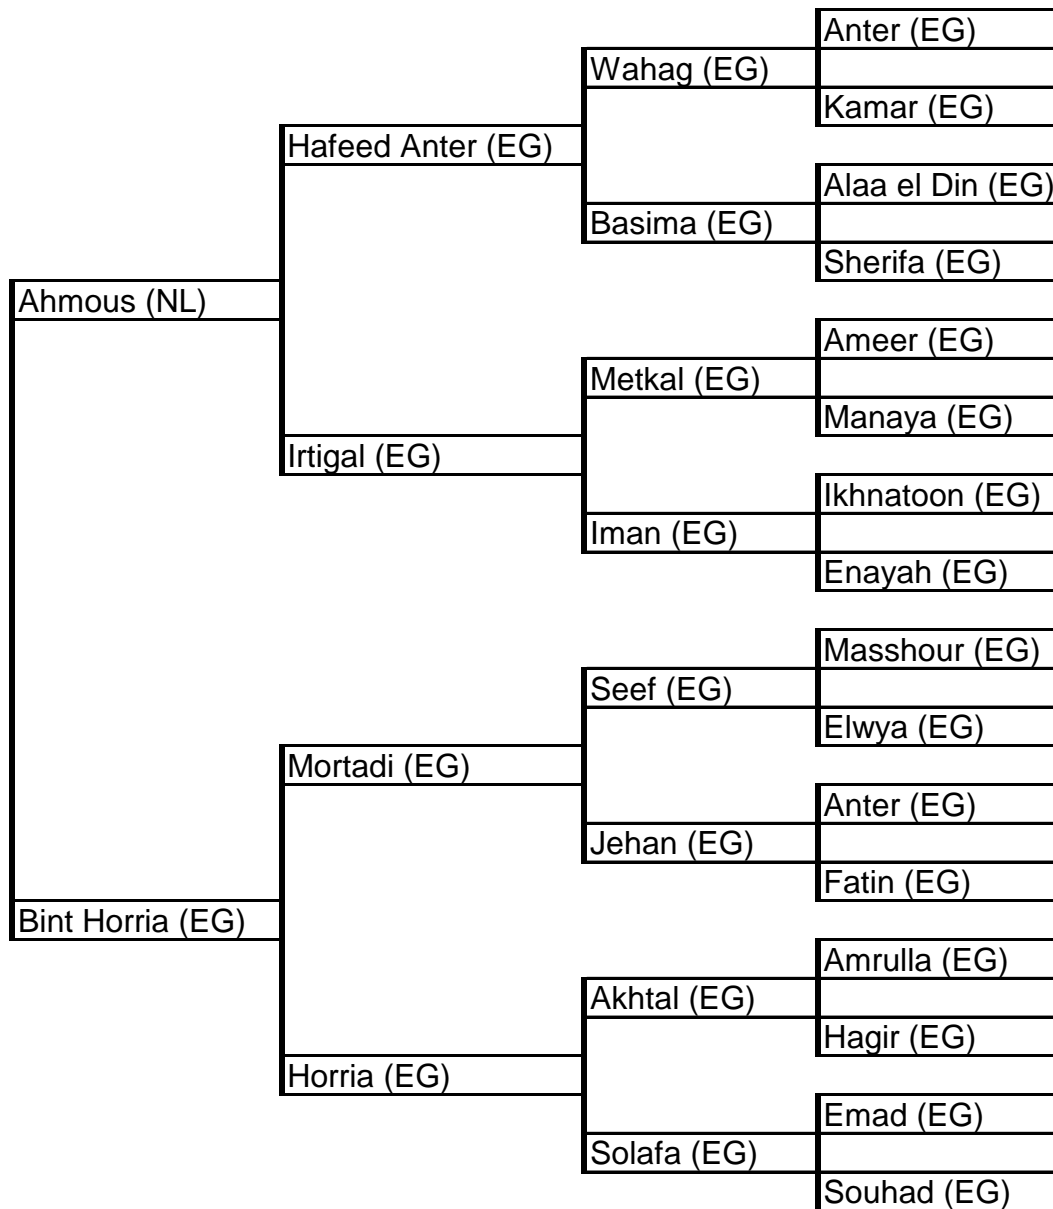 Anter (EG)
Wahag (EG)
Kamar (EG)
Hafeed Anter (EG)
Alaa el Din (EG)
Basima (EG)
Sherifa (EG)
Ahmous (NL)
Ameer (EG)
Metkal (EG)
Manaya (EG)
Irtigal (EG)
Ikhnatoon (EG)
Iman (EG)
Enayah (EG)
Masshour (EG)
Seef (EG)
Elwya (EG)
Mortadi (EG)
Anter (EG)
Jehan (EG)
Fatin (EG)
Bint Horria (EG)
Amrulla (EG)
Akhtal (EG)
Hagir (EG)
Horria (EG)
Emad (EG)
Solafa (EG)
Souhad (EG)